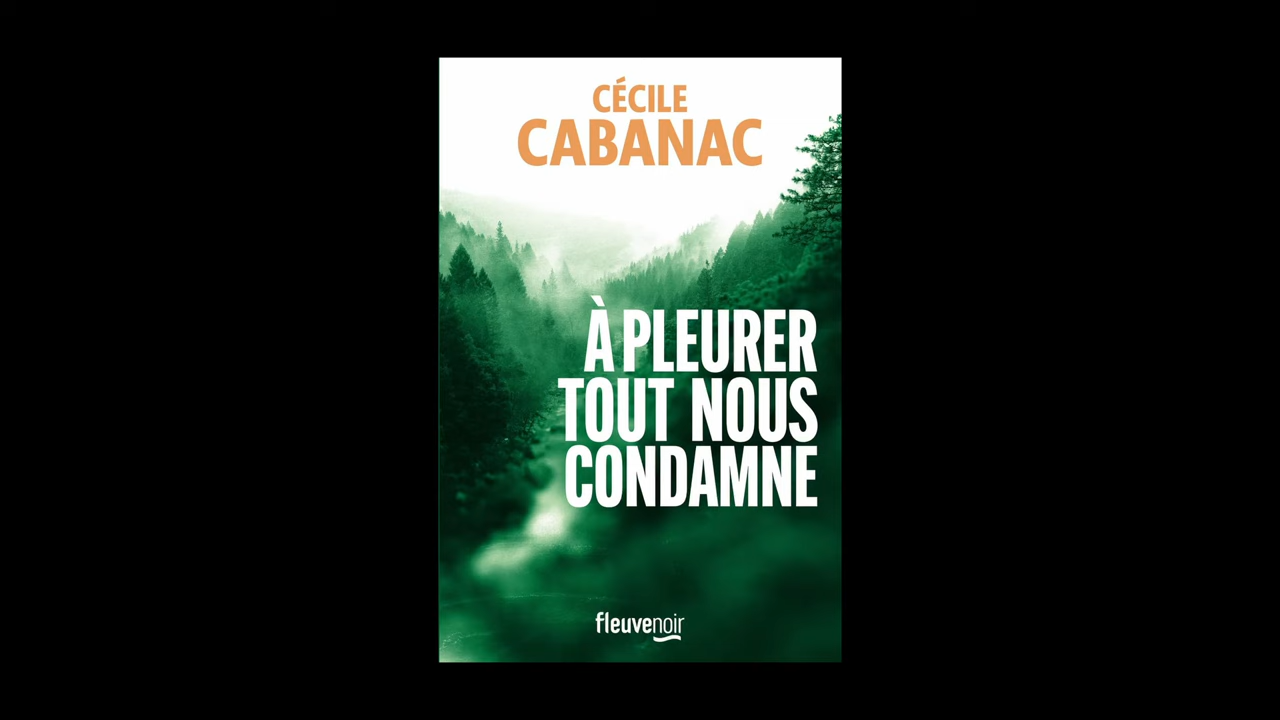 CÉCILE
CABANAC
À PLEURER
TOUT NOUS
CONDAMNE
fleuvenoir